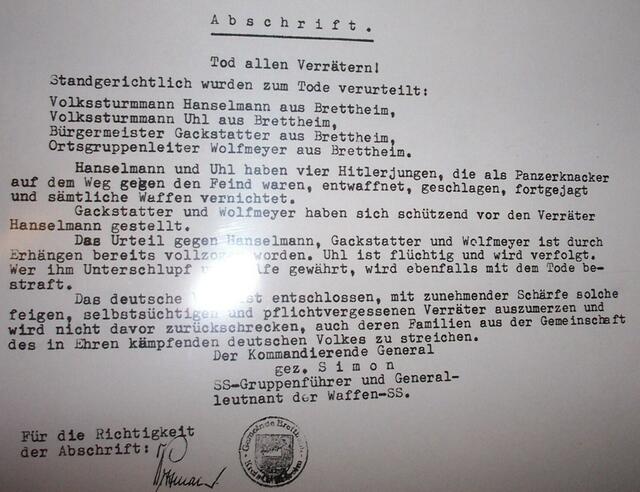 Abschrift.
Tod allen Verrätern!
Standgerichtlich wurden zum Tode verurteilt:
Volkssturmmann Hanselmann aus Brettheim,
Volkssturmmann Uhl aus Brettheim,
Bürgermeister Gackstatter aus Brettheim,
Ortsgruppenleiter Wolfmeyer aus Brettheim.
Hanselmann und Uhl haben vier Hitlerjungen, die als Panzerknacker
auf dem Weg gegen den Feind waren, entwaffnet, geschlagen, fortgejagt
und sämtliche Waffen vernichtet.
Gackstatter und Wolfmeyer haben sich schützend vor den Verräter
Hanselmann gestellt.
Das Urteil gegen Hanselmann, Gackstatter und Wolfmeyer ist durch
Erhängen bereits vollzogen worden. Uhl ist flüchtig und wird verfolgt.
Wer ihm Unterschlupf gewährt, wird ebenfalls mit dem Tode be-
straft.
Das deutsche ist entschlossen, mit zunehmender Schärfe solche
feigen, selbstsüchtigen und pflichtvergessenen Verräter auszumerzen und
wird nicht davor zurückschrecken, auch deren Familien aus der Gemeinschaft
des in Ehren kämpfenden deutschen Volkes zu streichen.
Der Kommandierende General
gez. Simon
SS-Gruppenführer und General-
leutnant der Waffen-SS.
Für die Richtigkeit
der Abschrift:
Gemeinde Brettheim